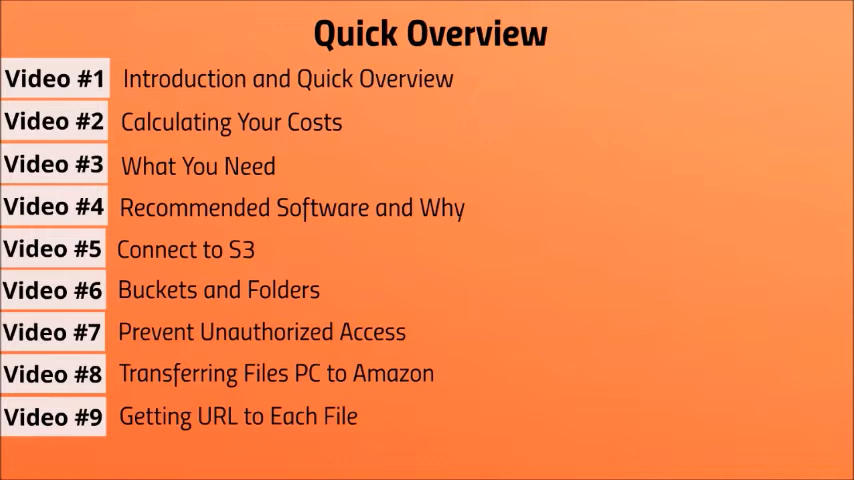 Quick Overview
Video #1 Introduction and Quick Overview
Video #2 Calculating Your Costs
Video #3 What You Need
Video #4 Recommended Software and Why
Video #5 Connect to S3
Video #6 Buckets and Folders
Video #7 Prevent Unauthorized Access
Video #8 Transferring Files PC to Amazon
Video #9 Getting URL to Each File